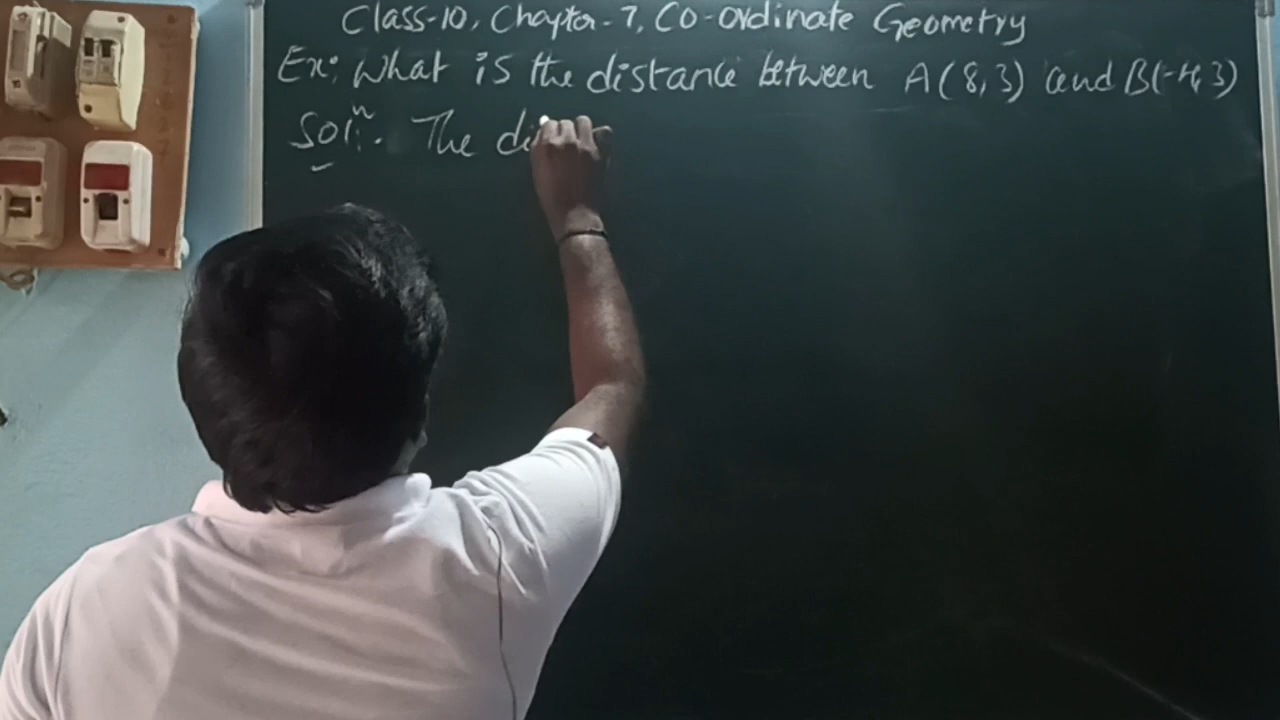 Class-10, Chapter-7, Co-ordinate Geometry
Ex: What is the distance between A(8,3) and B(-4,3)
Solⁿ: The di